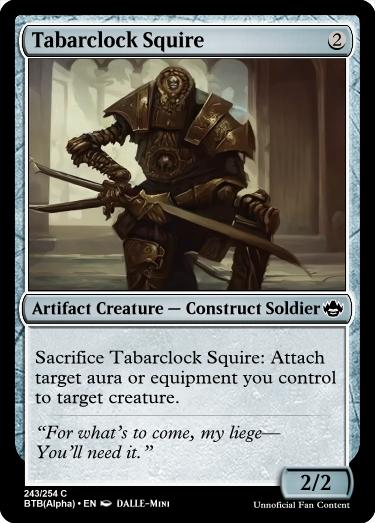 Tabarclock Squire 2
Artifact Creature — Construct Soldier
Sacrifice Tabarclock Squire: Attach
target aura or equipment you control
to target creature.
“For what's to come, my liege—
You'll need it.”
2/2
243/254 C
BTB(Alpha) • EN DALLE-Mini
Unnoficial Fan Content